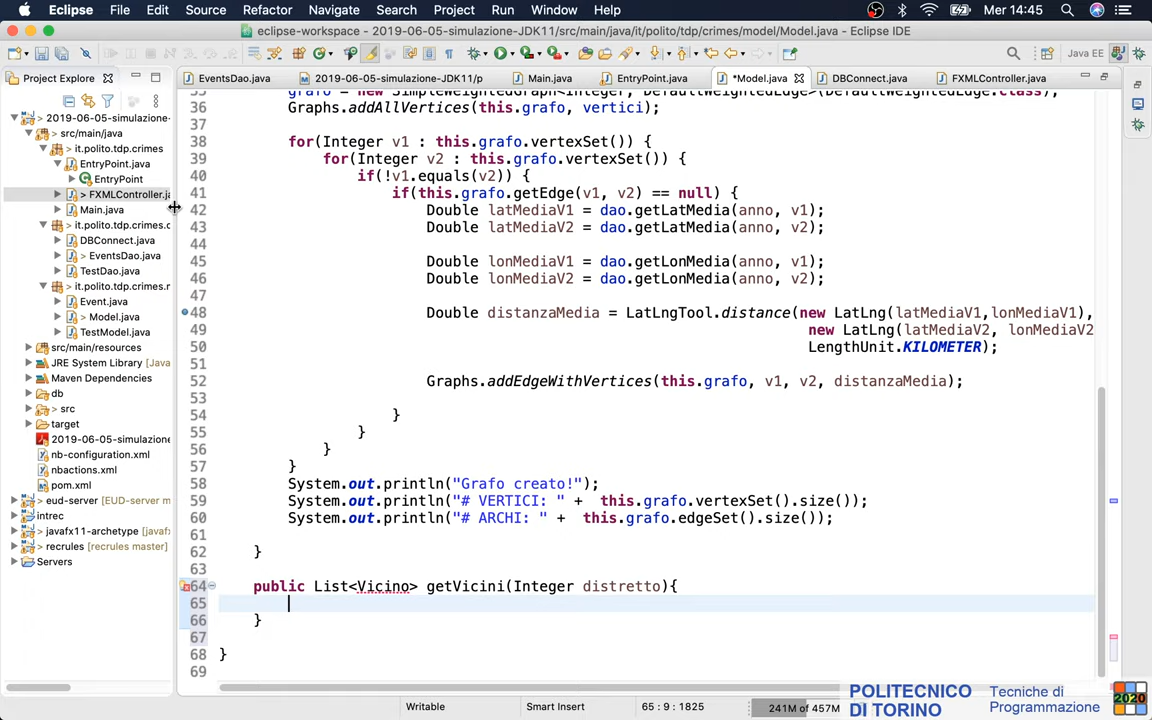 Eclipse File Edit Source Refactor Navigate Search Project Run Window Help Mer 14:45
eclipse-workspace - 2019-06-05-simulazione-JDK11/src/main/java/it/polito/tdp/crimes/model/Model.java - Eclipse IDE
Java EE
Project Explore
EventsDao.java 2019-06-05-simulazione-JDK11/p Main.java EntryPoint.java *Model.java DBConnect.java FXMLController.java
2019-06-05-simulazione-
src/main/java
it.polito.tdp.crimes
EntryPoint.java
EntryPoint
> FXMLController.ja
Main.java
it.polito.tdp.crimes.c
DBConnect.java
> EventsDao.java
TestDao.java
it.polito.tdp.crimes.r
Event.java
> Model.java
TestModel.java
src/main/resources
JRE System Library [Java
Maven Dependencies
db
> src
target
2019-06-05-simulazione
nb-configuration.xml
nbactions.xml
pom.xml
> eud-server [EUD-server m
intrec
> javafx11-archetype [javafx
> recrules [recrules master]
Servers
35 grafo = new SimpleWeightedGraph<Integer, DefaultWeightedEdge>(DefaultWeightedEdge.class);
36 Graphs.addAllVertices(this.grafo, vertici);
37
38 for(Integer v1 : this.grafo.vertexSet()) {
39 for(Integer v2 : this.grafo.vertexSet()) {
40 if(!v1.equals(v2)) {
41 if(this.grafo.getEdge(v1, v2) == null) {
42 Double latMediaV1 = dao.getLatMedia(anno, v1);
43 Double latMediaV2 = dao.getLatMedia(anno, v2);
44
45 Double lonMediaV1 = dao.getLonMedia(anno, v1);
46 Double lonMediaV2 = dao.getLonMedia(anno, v2);
47
48 Double distanzaMedia = LatLngTool.distance(new LatLng(latMediaV1,lonMediaV1),
49 new LatLng(latMediaV2, lonMediaV2
50 LengthUnit.KILOMETER);
51
52 Graphs.addEdgeWithVertices(this.grafo, v1, v2, distanzaMedia);
53
54 }
55 }
56 }
57 }
58 System.out.println("Grafo creato!");
59 System.out.println("# VERTICI: " + this.grafo.vertexSet().size());
60 System.out.println("# ARCHI: " + this.grafo.edgeSet().size());
61
62 }
63
64 public List<Vicino> getVicini(Integer distretto){
65
66 }
67
68 }
69
Writable Smart Insert 65 : 9 : 1825 241M of 457M
POLITECNICO
DI TORINO
Tecniche di
Programmazione
2020